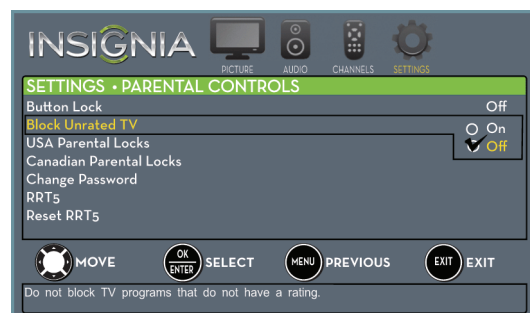 INSIGNIA
PICTURE AUDIO CHANNELS SETTINGS
SETTINGS • PARENTAL CONTROLS
Button Lock Off
Block Unrated TV On
USA Parental Locks Off
Canadian Parental Locks
Change Password
RRT5
Reset RRT5
MOVE OK ENTER SELECT MENU PREVIOUS EXIT EXIT
Do not block TV programs that do not have a rating.